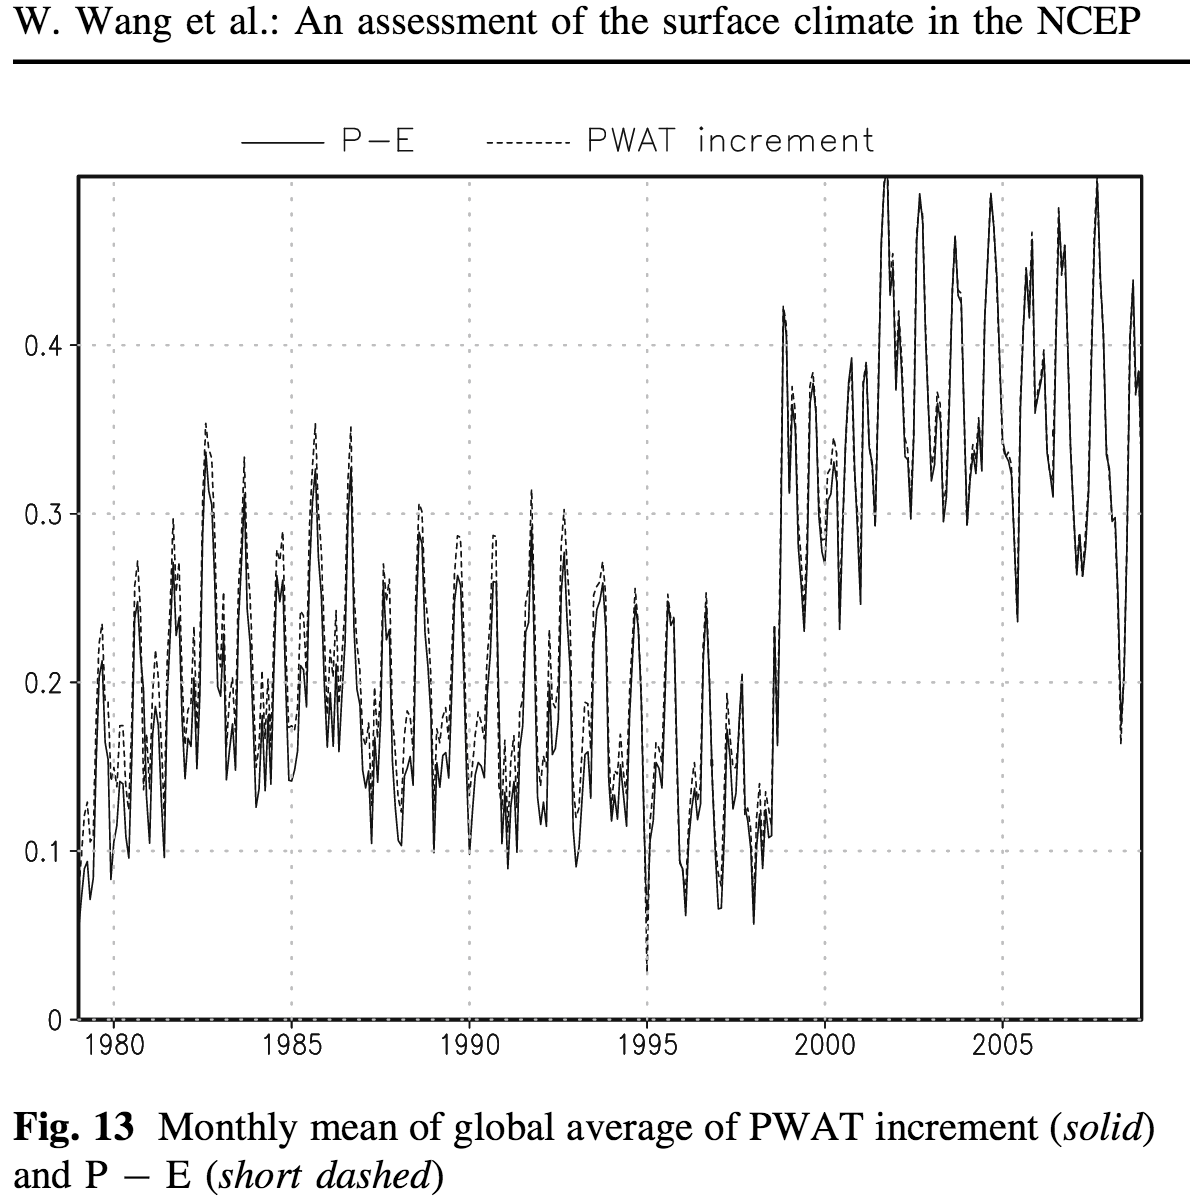 W. Wang et al.: An assessment of the surface climate in the NCEP
P−E PWAT increment
0.4
0.3
0.2
0.1
0
1980 1985 1990 1995 2000 2005
Fig. 13 Monthly mean of global average of PWAT increment (solid)
and P − E (short dashed)